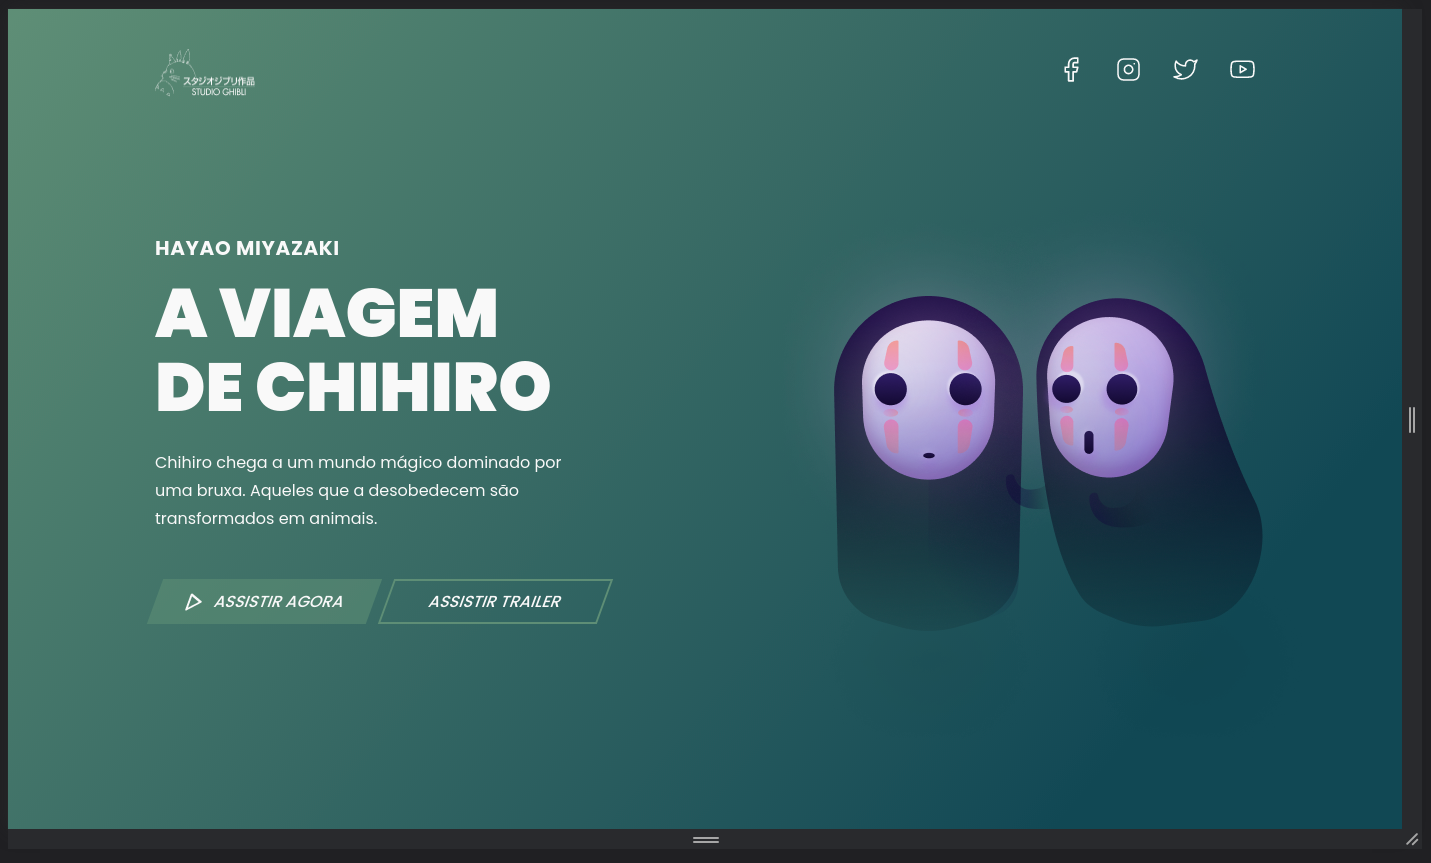 スタジオジブリ作品
STUDIO GHIBLI
HAYAO MIYAZAKI
A VIAGEM
DE CHIHIRO
Chihiro chega a um mundo mágico dominado por
uma bruxa. Aqueles que a desobedecem são
transformados em animais.
ASSISTIR AGORA
ASSISTIR TRAILER